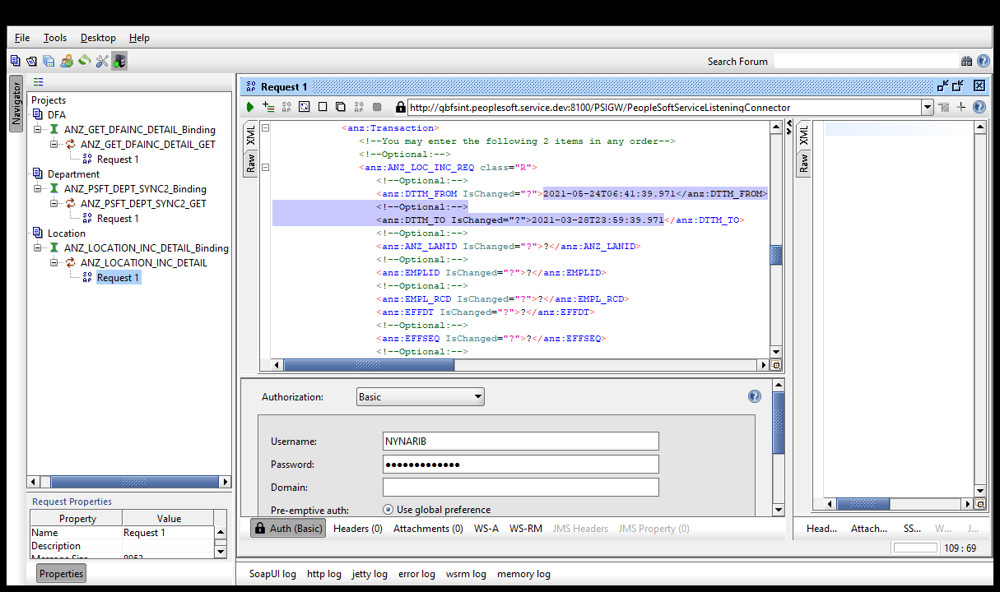 File Tools Desktop Help
Search Forum
Navigator
Projects
DFA
ANZ_GET_DFAINC_DETAIL_Binding
ANZ_GET_DFAINC_DETAIL_GET
Request 1
Department
ANZ_PSFT_DEPT_SYNC2_Binding
ANZ_PSFT_DEPT_SYNC2_GET
Request 1
Location
ANZ_LOCATION_INC_DETAIL_Binding
ANZ_LOCATION_INC_DETAIL
Request 1
Request Properties
Property Value
Name Request 1
Description
Properties
Request 1
http://qbfsint.peoplesoft.service.dev:8100/PSIGW/PeopleSoftServiceListeningConnector
XML
Raw
<anz:Transaction>
<!--You may enter the following 2 items in any order-->
<!--Optional:-->
<anz:ANZ_LOC_INC_REQ class="R">
<!--Optional:-->
<anz:DTTM_FROM IsChanged="?">2021-05-24T06:41:39.971</anz:DTTM_FROM>
<!--Optional:-->
<anz:DTTM_TO IsChanged="?">2021-03-28T23:59:39.971</anz:DTTM_TO>
<!--Optional:-->
<anz:ANZ_LANID IsChanged="?">?</anz:ANZ_LANID>
<!--Optional:-->
<anz:EMPLID IsChanged="?">?</anz:EMPLID>
<!--Optional:-->
<anz:EMPL_RCD IsChanged="?">?</anz:EMPL_RCD>
<anz:EFFDT IsChanged="?">?</anz:EFFDT>
<!--Optional:-->
<anz:EFFSEQ IsChanged="?">?</anz:EFFSEQ>
<!--Optional:-->
XML
Raw
Authorization: Basic
Username: NYNARIB
Password: ●●●●●●●●●●●●●
Domain:
Pre-emptive auth: Use global preference
Auth (Basic) Headers (0) Attachments (0) WS-A WS-RM JMS Headers JMS Property (0)
Head... Attach... SS... W... J...
109 : 69
SoapUI log http log jetty log error log wsrm log memory log